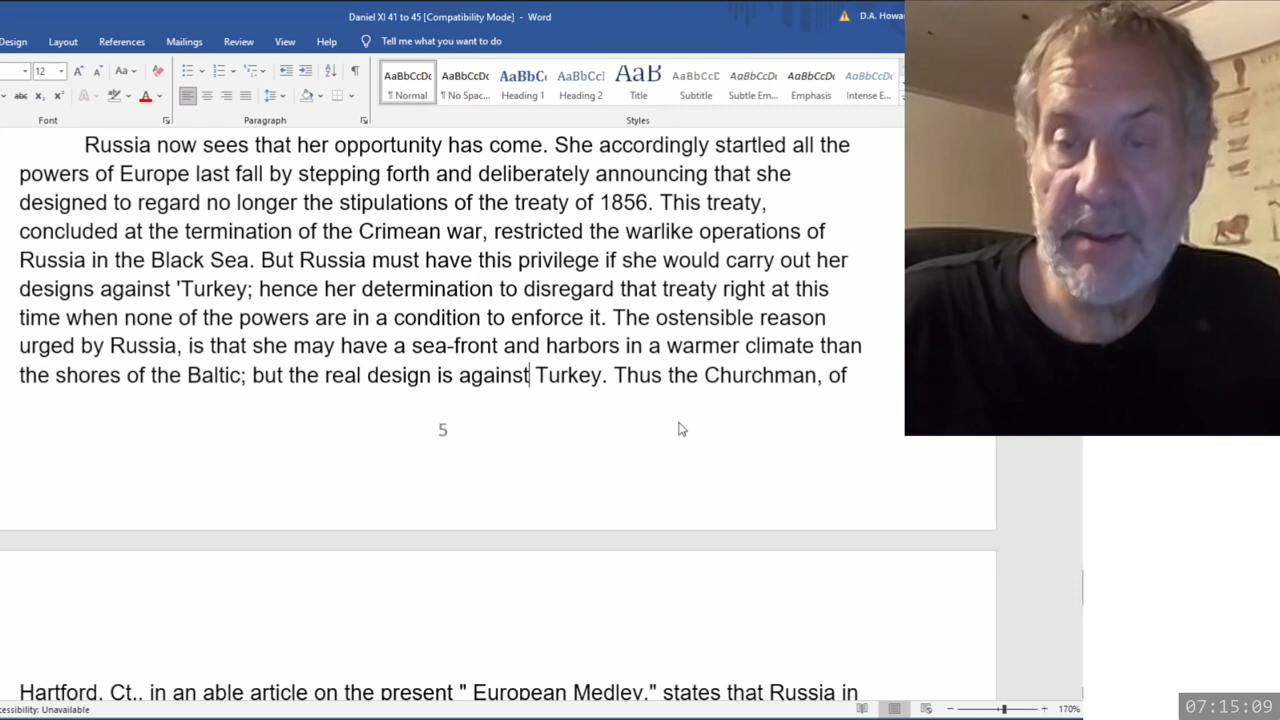 Daniel XI 41 to 45 [Compatibility Mode] - Word
D.A. Howar
Design Layout References Mailings Review View Help Tell me what you want to do
12 Aa
AaBbCcDc AaBbCcDc AaBbC AaBbCcI AaB AaBbCcD AaBbCcDc AaBbCcDc AaBbCcDc
¶ Normal ¶ No Spac... Heading 1 Heading 2 Title Subtitle Subtle Em... Emphasis Intense E...
Font Paragraph Styles
Russia now sees that her opportunity has come. She accordingly startled all the
powers of Europe last fall by stepping forth and deliberately announcing that she
designed to regard no longer the stipulations of the treaty of 1856. This treaty,
concluded at the termination of the Crimean war, restricted the warlike operations of
Russia in the Black Sea. But Russia must have this privilege if she would carry out her
designs against 'Turkey; hence her determination to disregard that treaty right at this
time when none of the powers are in a condition to enforce it. The ostensible reason
urged by Russia, is that she may have a sea-front and harbors in a warmer climate than
the shores of the Baltic; but the real design is against Turkey. Thus the Churchman, of
5
Hartford, Ct., in an able article on the present " European Medley," states that Russia in
ccessibility: Unavailable
170%
07:15:09